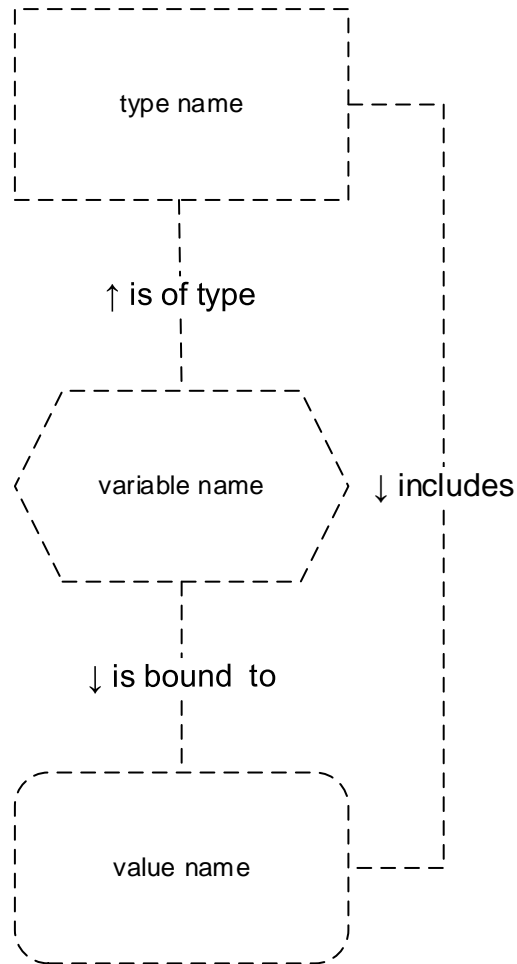 type name
↑ is of type
variable name
↓ includes
↓ is bound to
value name